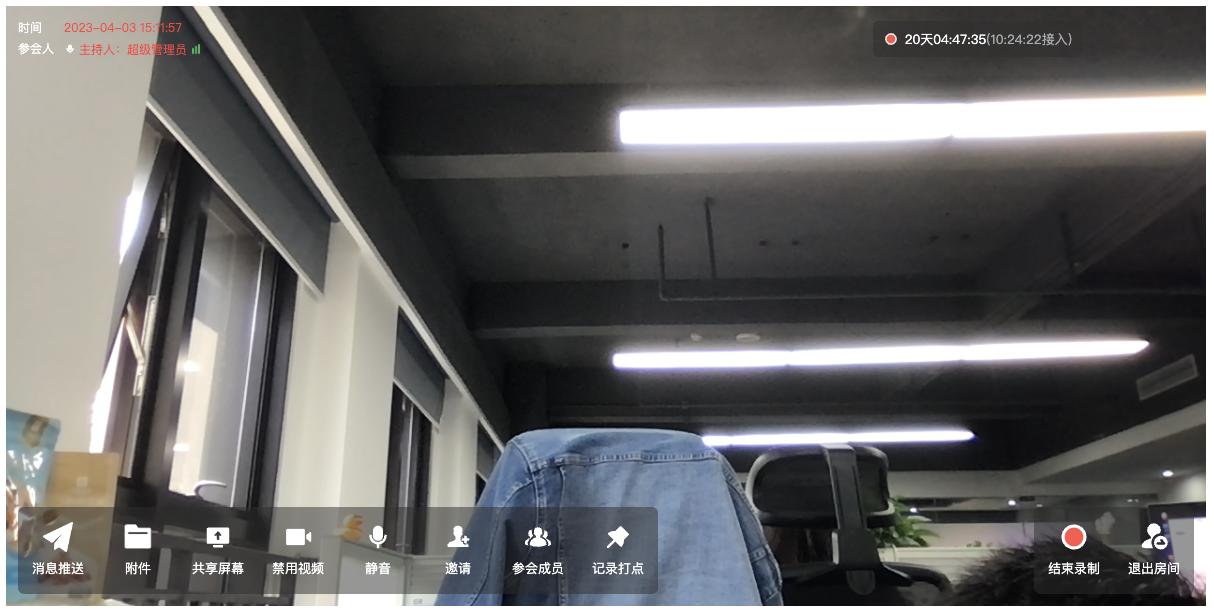 时间 2023-04-03 15:11:57
参会人 主持人：超级管理员
20天04:47:35(10:24:22接入)
消息推送 附件 共享屏幕 禁用视频 静音 邀请 参会成员 记录打点
结束录制 退出房间